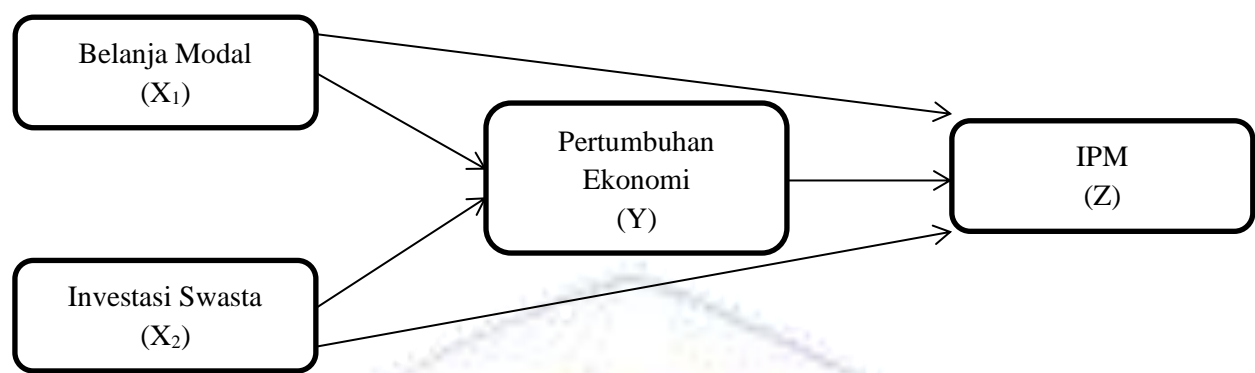 Belanja Modal
(X₁)
Pertumbuhan
Ekonomi
(Y)
IPM
(Z)
Investasi Swasta
(X₂)